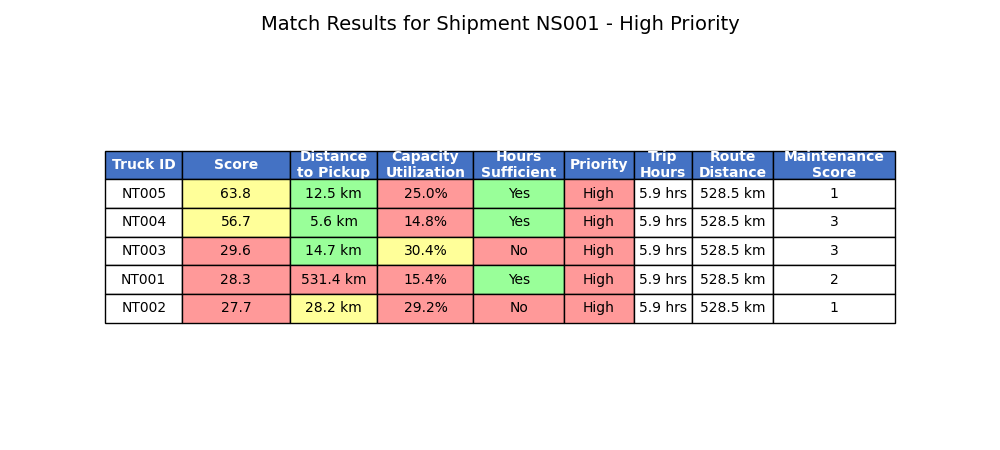 Match Results for Shipment NS001 - High Priority
Truck ID Score Distance to Pickup Capacity Utilization Hours Sufficient Priority Trip Hours Route Distance Maintenance Score
NT005 63.8 12.5 km 25.0% Yes High 5.9 hrs 528.5 km 1
NT004 56.7 5.6 km 14.8% Yes High 5.9 hrs 528.5 km 3
NT003 29.6 14.7 km 30.4% No High 5.9 hrs 528.5 km 3
NT001 28.3 531.4 km 15.4% Yes High 5.9 hrs 528.5 km 2
NT002 27.7 28.2 km 29.2% No High 5.9 hrs 528.5 km 1